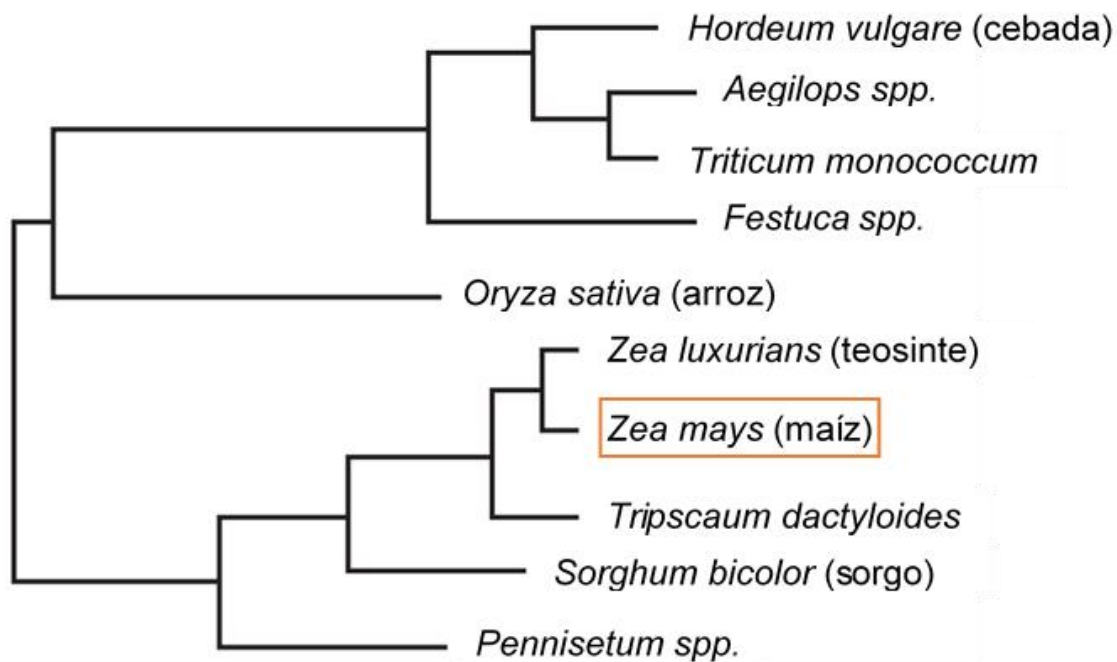 Hordeum vulgare (cebada)
Aegilops spp.
Triticum monococcum
Festuca spp.
Oryza sativa (arroz)
Zea luxurians (teosinte)
Zea mays (maíz)
Tripscaum dactyloides
Sorghum bicolor (sorgo)
Pennisetum spp.